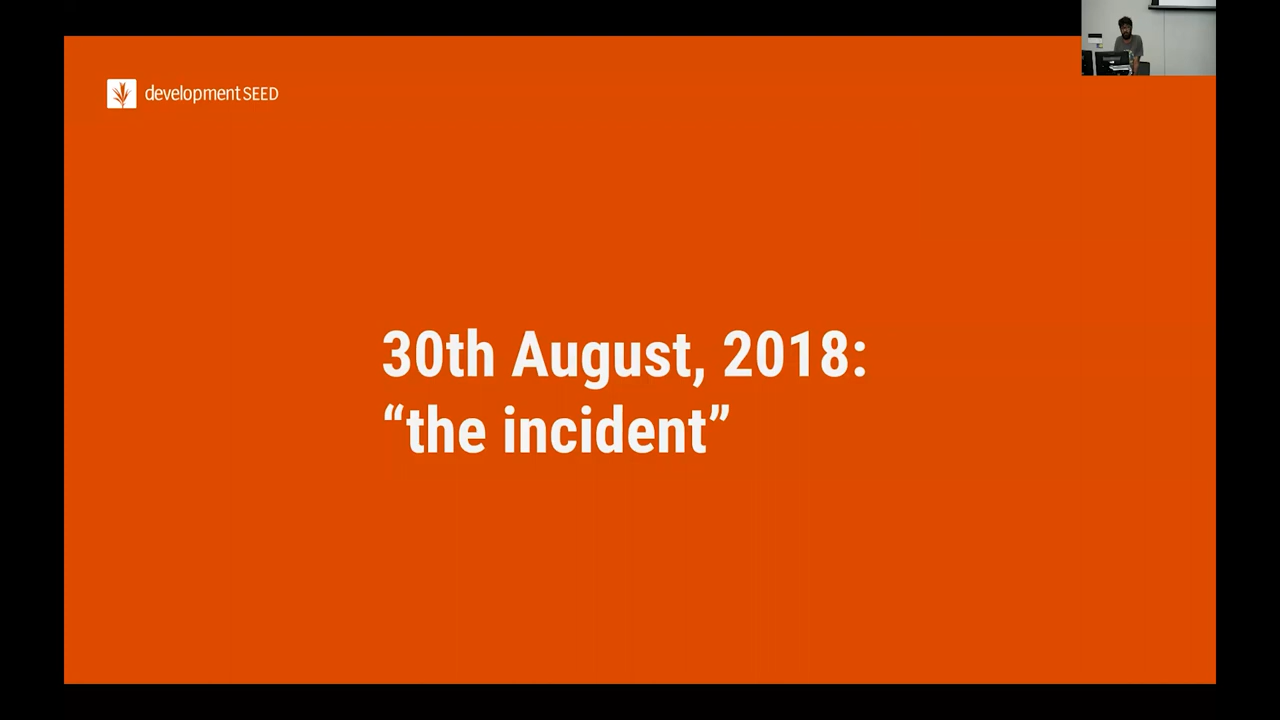 developmentSEED
30th August, 2018:
“the incident”